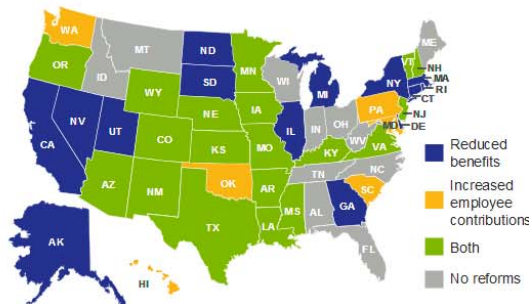 WA
ME
MT
ND
VT
OR
MN
NH
ID
WI
NY
MA
SD
MI
RI
WY
CT
PA
IA
NJ
NE
OH
MD
DE
NV
IL
IN
UT
WV
CA
CO
VA
KS
MO
KY
NC
TN
OK
AZ
NM
AR
SC
MS
AL
GA
TX
LA
AK
FL
HI
Reduced
benefits
Increased
employee
contributions
Both
No reforms